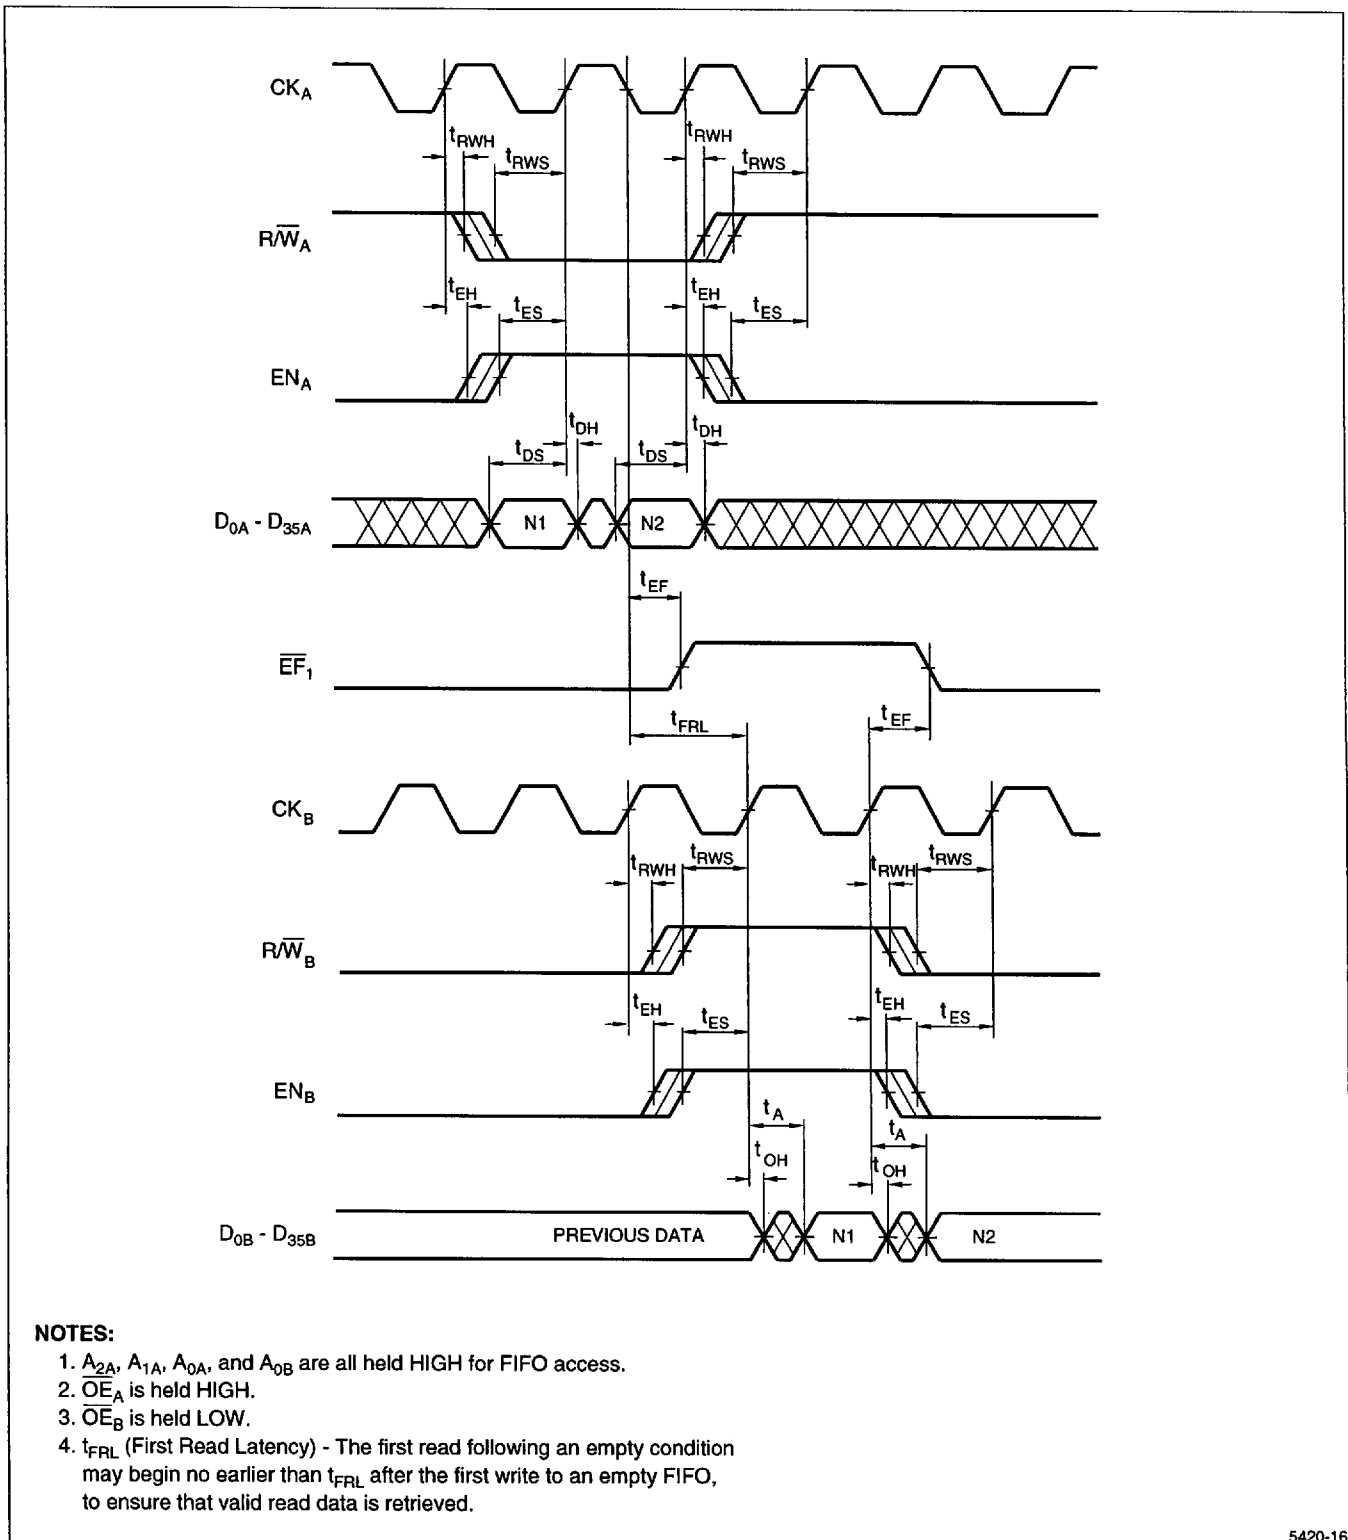 CKA
tRWH
tRWS
tRWH
tRWS
R/W̅A
tEH
tES
tEH
tES
ENA
tDH
tDS
tDS
tDH
D0A - D35A
N1
N2
tEF
E̅F̅1
tFRL
tEF
CKB
tRWH
tRWS
tRWH
tRWS
R/W̅B
tEH
tES
tEH
tES
ENB
tA
tOH
tA
tOH
D0B - D35B
PREVIOUS DATA
N1
N2
NOTES:
1. A2A, A1A, A0A, and A0B are all held HIGH for FIFO access.
2. O̅E̅A is held HIGH.
3. O̅E̅B is held LOW.
4. tFRL (First Read Latency) - The first read following an empty condition
may begin no earlier than tFRL after the first write to an empty FIFO,
to ensure that valid read data is retrieved.
5420-16